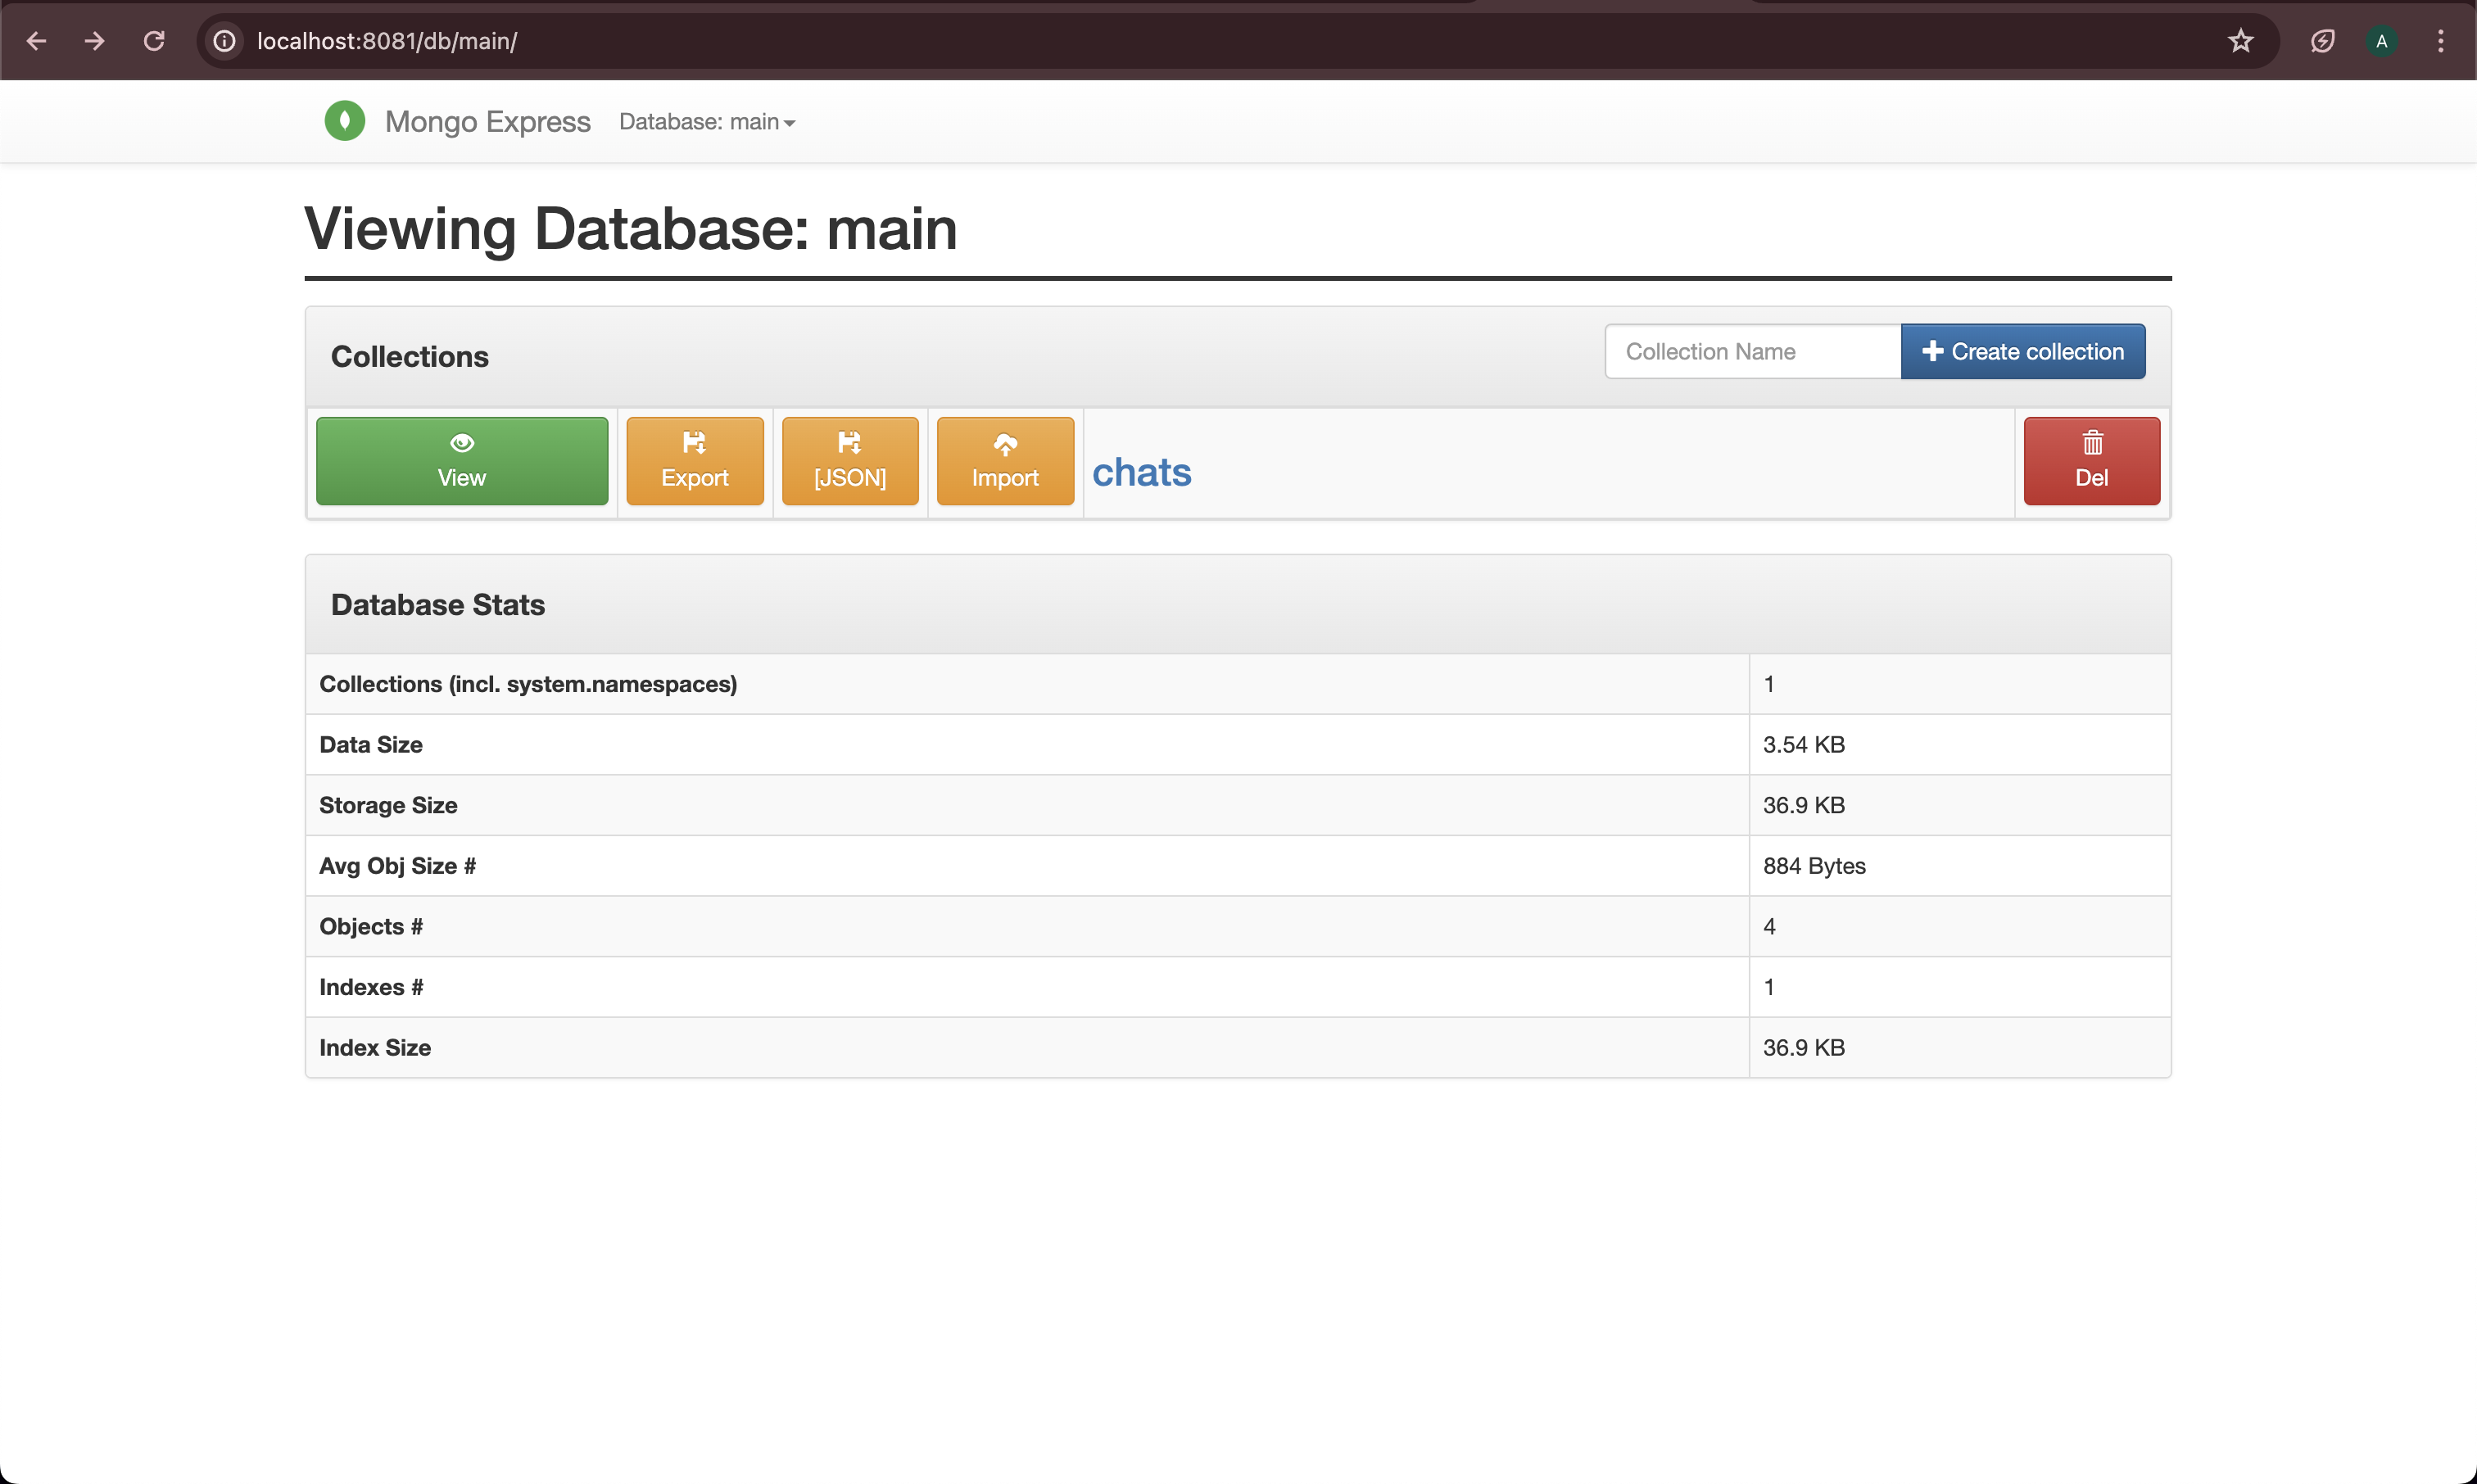 localhost:8081/db/main/
A
Mongo Express Database: main
Viewing Database: main
Collections
Collection Name
Create collection
View
Export
[JSON]
Import
chats
Del
Database Stats
Collections (incl. system.namespaces) 1
Data Size 3.54 KB
Storage Size 36.9 KB
Avg Obj Size # 884 Bytes
Objects # 4
Indexes # 1
Index Size 36.9 KB